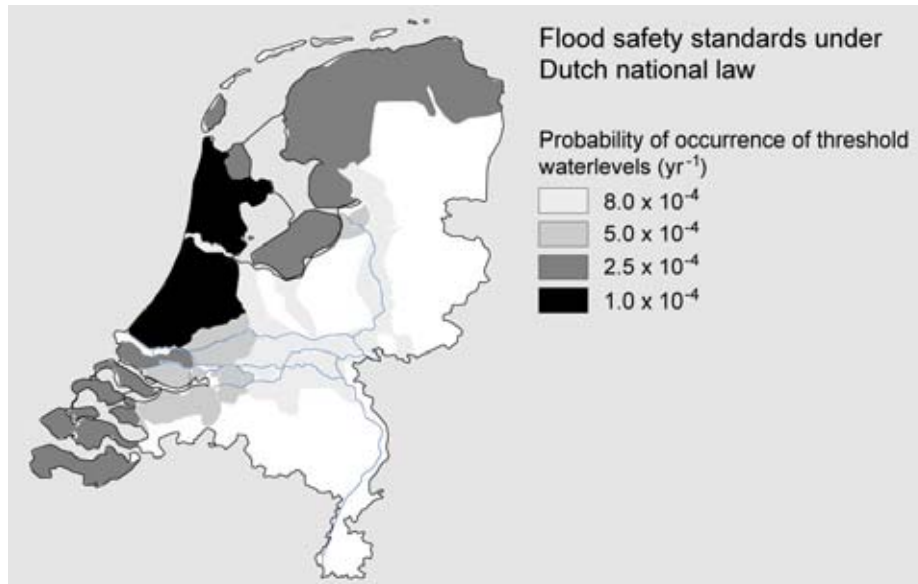 Flood safety standards under
Dutch national law
Probability of occurrence of threshold
waterlevels (yr⁻¹)
8.0 x 10⁻⁴
5.0 x 10⁻⁴
2.5 x 10⁻⁴
1.0 x 10⁻⁴